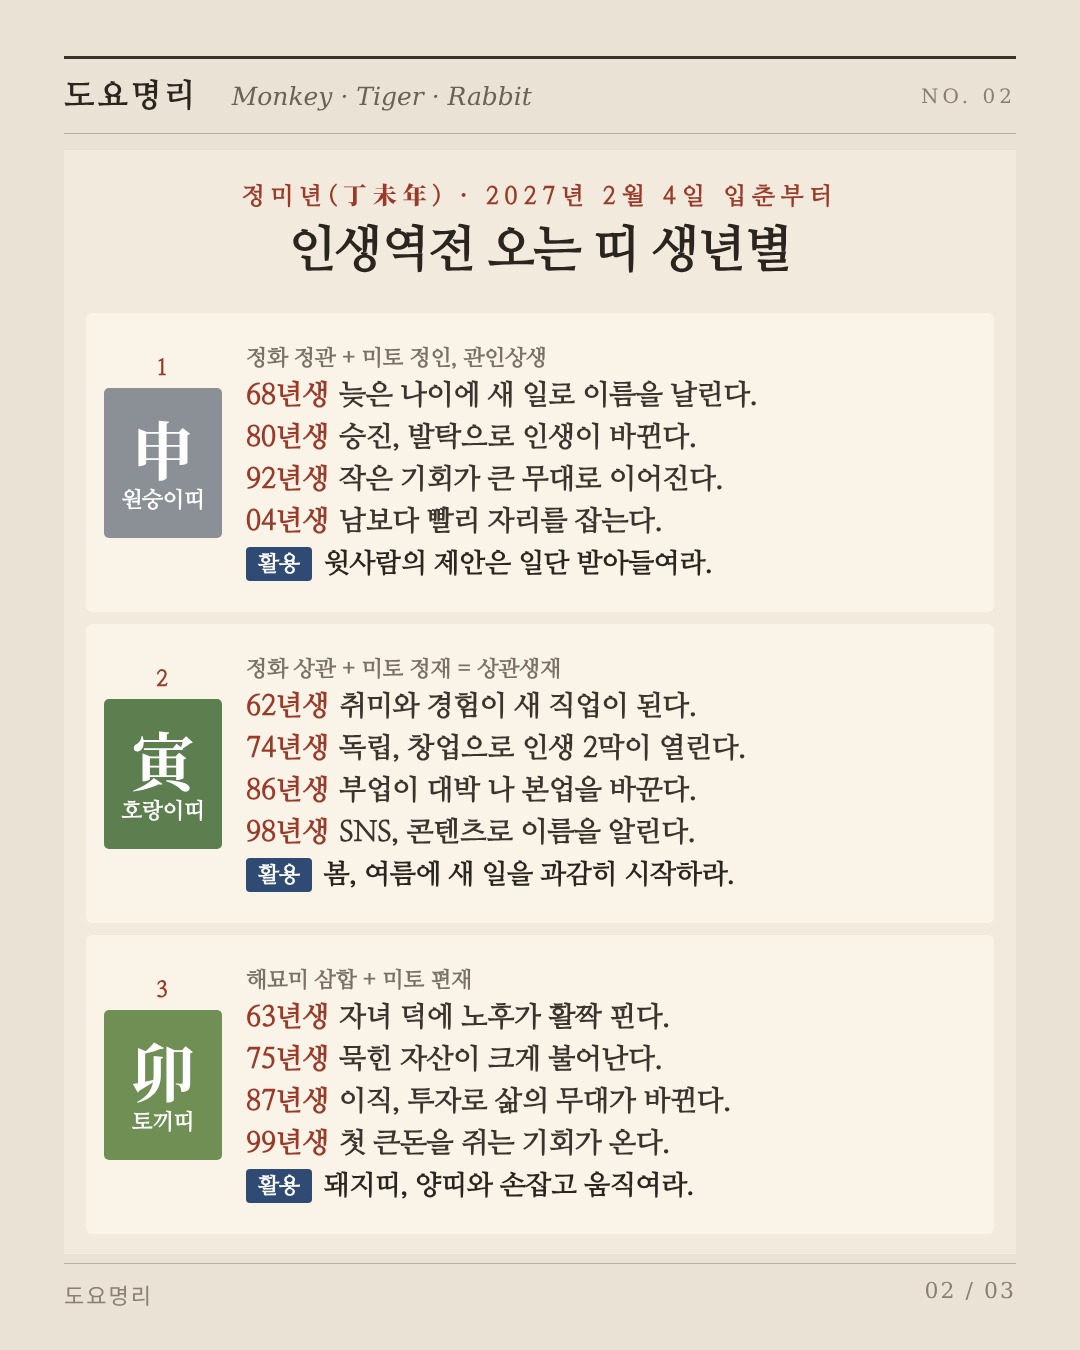 도요명리 Monkey · Tiger · Rabbit NO. 02
정미년(丁未年) · 2027년 2월 4일 입춘부터
인생역전 오는 띠 생년별
1
申
원숭이띠
정화 정관 + 미토 정인, 관인상생
68년생 늦은 나이에 새 일로 이름을 날린다.
80년생 승진, 발탁으로 인생이 바뀐다.
92년생 작은 기회가 큰 무대로 이어진다.
04년생 남보다 빨리 자리를 잡는다.
활용 윗사람의 제안은 일단 받아들여라.
2
寅
호랑이띠
정화 상관 + 미토 정재 = 상관생재
62년생 취미와 경험이 새 직업이 된다.
74년생 독립, 창업으로 인생 2막이 열린다.
86년생 부업이 대박 나 본업을 바꾼다.
98년생 SNS, 콘텐츠로 이름을 알린다.
활용 봄, 여름에 새 일을 과감히 시작하라.
3
卯
토끼띠
해묘미 삼합 + 미토 편재
63년생 자녀 덕에 노후가 활짝 핀다.
75년생 묵힌 자산이 크게 불어난다.
87년생 이직, 투자로 삶의 무대가 바뀐다.
99년생 첫 큰돈을 쥐는 기회가 온다.
활용 돼지띠, 양띠와 손잡고 움직여라.
도요명리 02 / 03